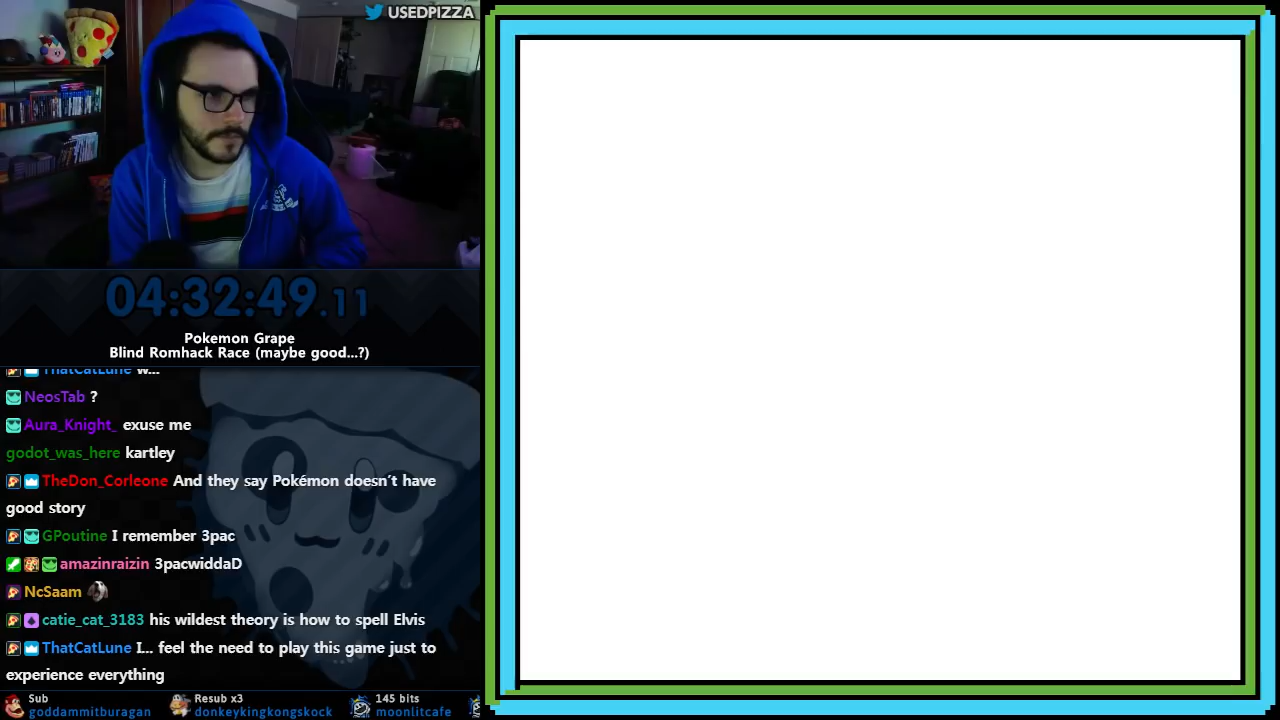 USEDPIZZA
04:32:49.11
Pokemon Grape
Blind Romhack Race (maybe good...?)
ThatCatLune w...
NeosTab ?
Aura_Knight_ exuse me
godot_was_here kartley
TheDon_Corleone And they say Pokémon doesn't have
good story
GPoutine I remember 3pac
amazinraizin 3pacwiddaD
NcSaam
catie_cat_3183 his wildest theory is how to spell Elvis
ThatCatLune I... feel the need to play this game just to
experience everything
Sub
goddammitburagan
Resub x3
donkeykingkongskock
145 bits
moonlitcafe